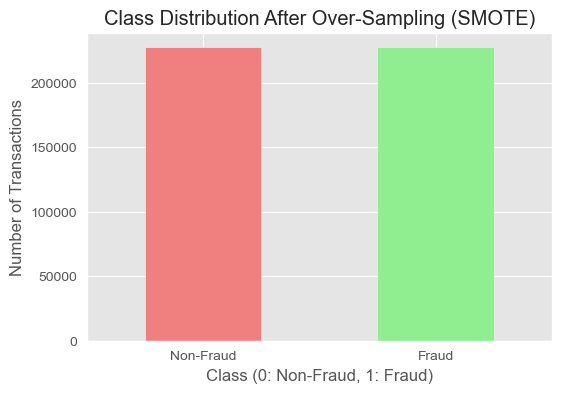 Class Distribution After Over-Sampling (SMOTE)
Number of Transactions
200000
150000
100000
50000
0
Non-Fraud
Fraud
Class (0: Non-Fraud, 1: Fraud)